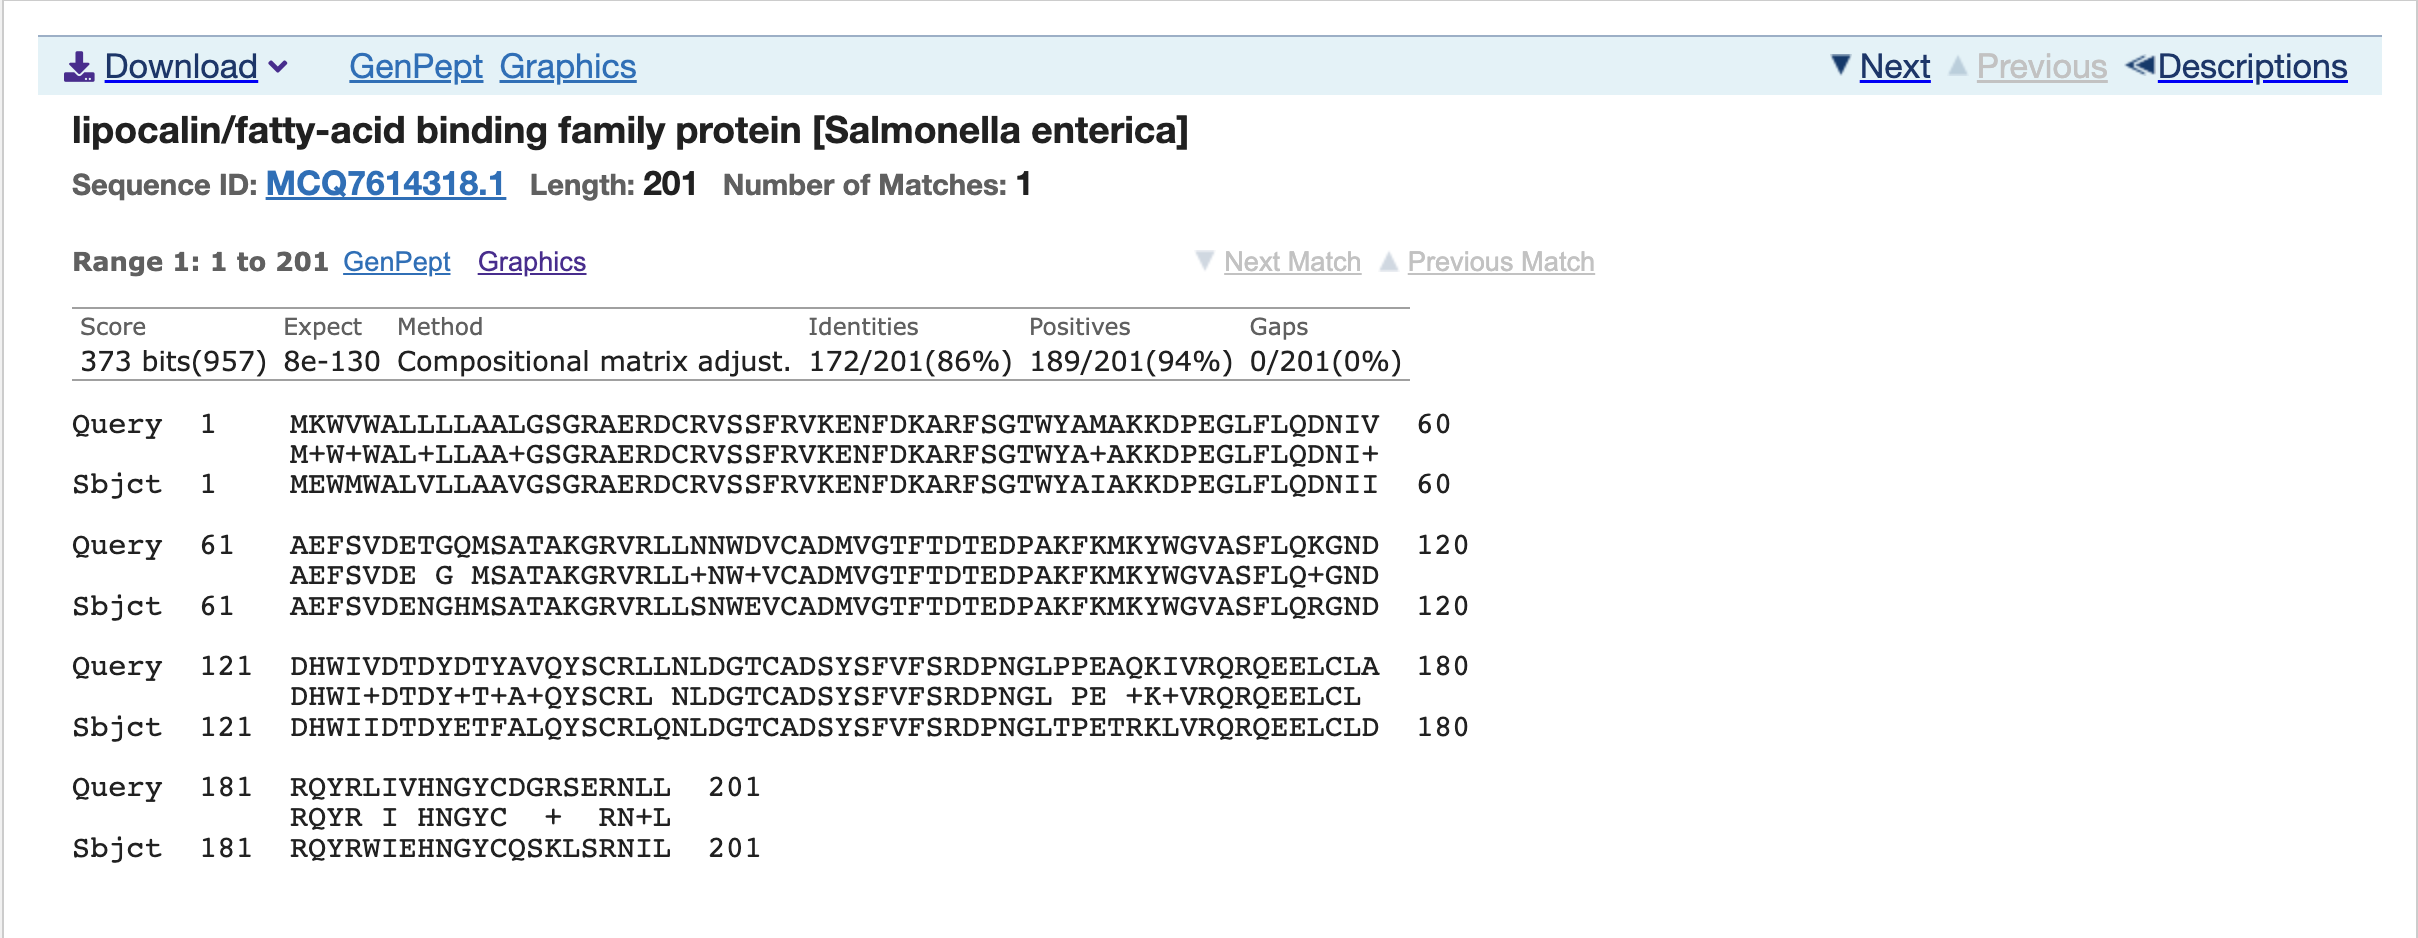 Download GenPept Graphics Next Previous Descriptions
lipocalin/fatty-acid binding family protein [Salmonella enterica]
Sequence ID: MCQ7614318.1 Length: 201 Number of Matches: 1
Range 1: 1 to 201 GenPept Graphics Next Match Previous Match
Score Expect Method Identities Positives Gaps
373 bits(957) 8e-130 Compositional matrix adjust. 172/201(86%) 189/201(94%) 0/201(0%)
Query 1 MKWVWALLLLAALGSGRAERDCRVSSFRVKENFDKARFSGTWYAMAKKDPEGLFLQDNIV 60
M+W+WAL+LLAA+GSGRAERDCRVSSFRVKENFDKARFSGTWYA+AKKDPEGLFLQDNI+
Sbjct 1 MEWMWALVLLAAVGSGRAERDCRVSSFRVKENFDKARFSGTWYAIAKKDPEGLFLQDNII 60
Query 61 AEFSVDETGQMSATAKGRVRLLNNWDVCADMVGTFTDTEDPAKFKMKYWGVASFLQKGND 120
AEFSVDE G MSATAKGRVRLL+NW+VCADMVGTFTDTEDPAKFKMKYWGVASFLQ+GND
Sbjct 61 AEFSVDENGHMSATAKGRVRLLSNWEVCADMVGTFTDTEDPAKFKMKYWGVASFLQRGND 120
Query 121 DHWIVDTDYDTYAVQYSCRLLNLDGTCADSYSFVFSRDPNGLPPEAQKIVRQRQEELCLA 180
DHWI+DTDY+T+A+QYSCRL NLDGTCADSYSFVFSRDPNGL PE +K+VRQRQEELCL
Sbjct 121 DHWIIDTDYETFALQYSCRLQNLDGTCADSYSFVFSRDPNGLTPETRKLVRQRQEELCLD 180
Query 181 RQYRLIVHNGYCDGRSERNLL 201
RQYR I HNGYC + RN+L
Sbjct 181 RQYRWIEHNGYCQSKLSRNIL 201